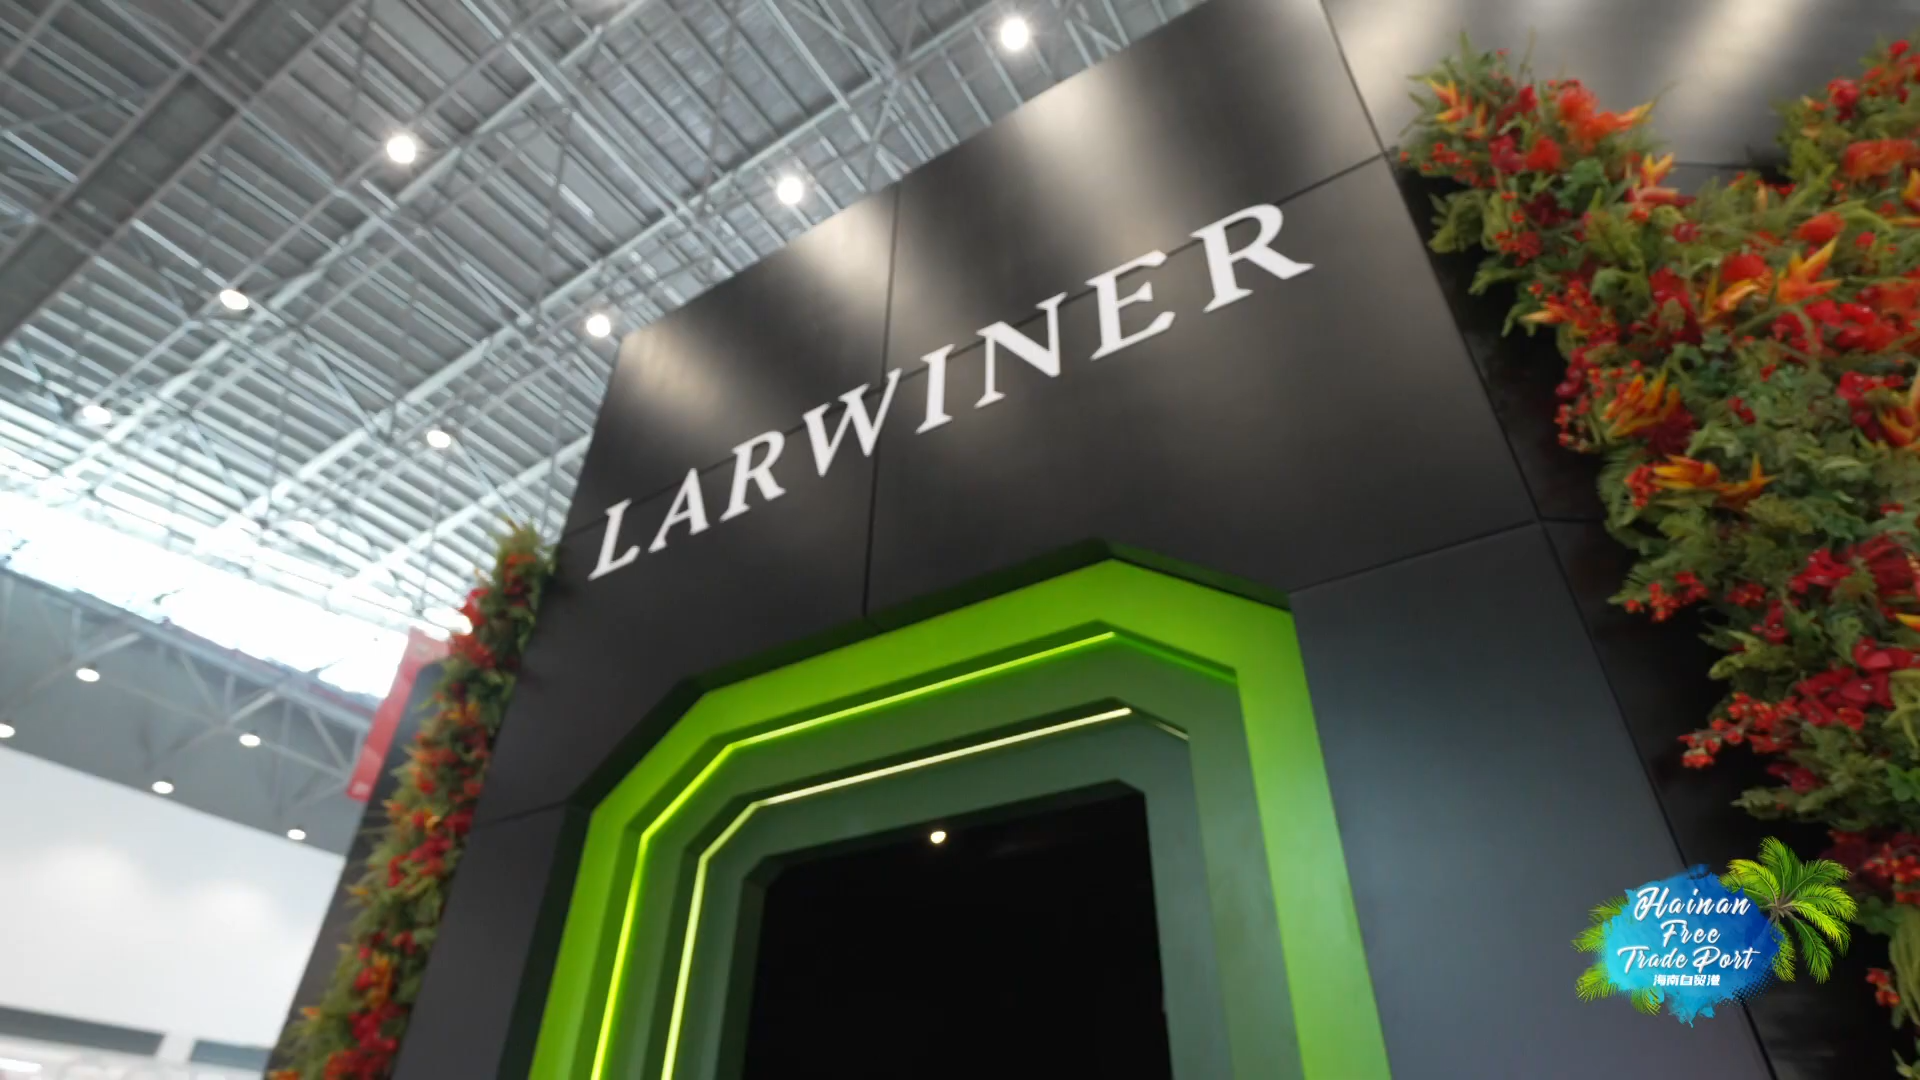 LARWINER
Hainan
Free
Trade Port
海南自贸港